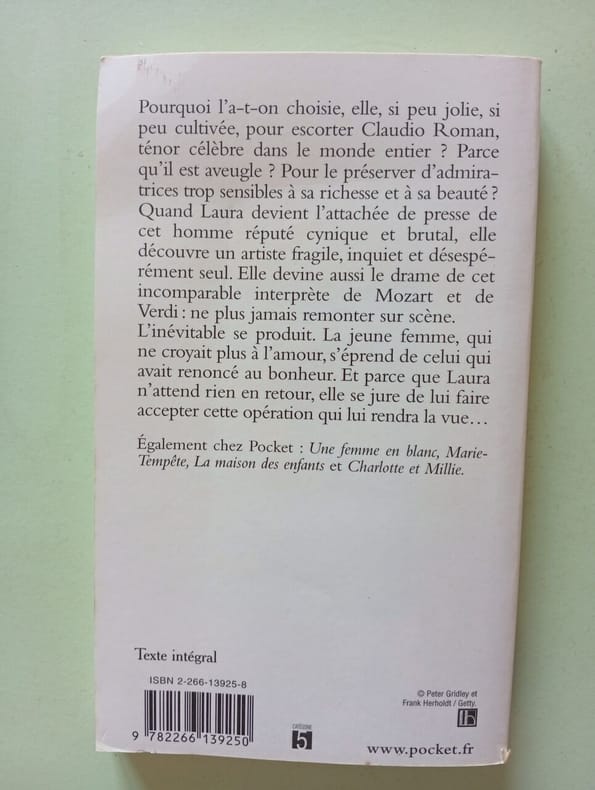 Pourquoi l'a-t-on choisie, elle, si peu jolie, si
peu cultivée, pour escorter Claudio Roman,
ténor célèbre dans le monde entier ? Parce
qu'il est aveugle ? Pour le préserver d'admira-
trices trop sensibles à sa richesse et à sa beauté ?
Quand Laura devient l'attachée de presse de
cet homme réputé cynique et brutal, elle
découvre un artiste fragile, inquiet et désespé-
rément seul. Elle devine aussi le drame de cet
incomparable interprète de Mozart et de
Verdi : ne plus jamais remonter sur scène.
L'inévitable se produit. La jeune femme, qui
ne croyait plus à l'amour, s'éprend de celui qui
avait renoncé au bonheur. Et parce que Laura
n'attend rien en retour, elle se jure de lui faire
accepter cette opération qui lui rendra la vue…
Également chez Pocket : Une femme en blanc, Marie-
Tempête, La maison des enfants et Charlotte et Millie.
Texte intégral
ISBN 2-266-13925-8
9 782266 139250
CATÉGORIE
5
© Peter Gridley et
Frank Herholdt / Getty.
www.pocket.fr